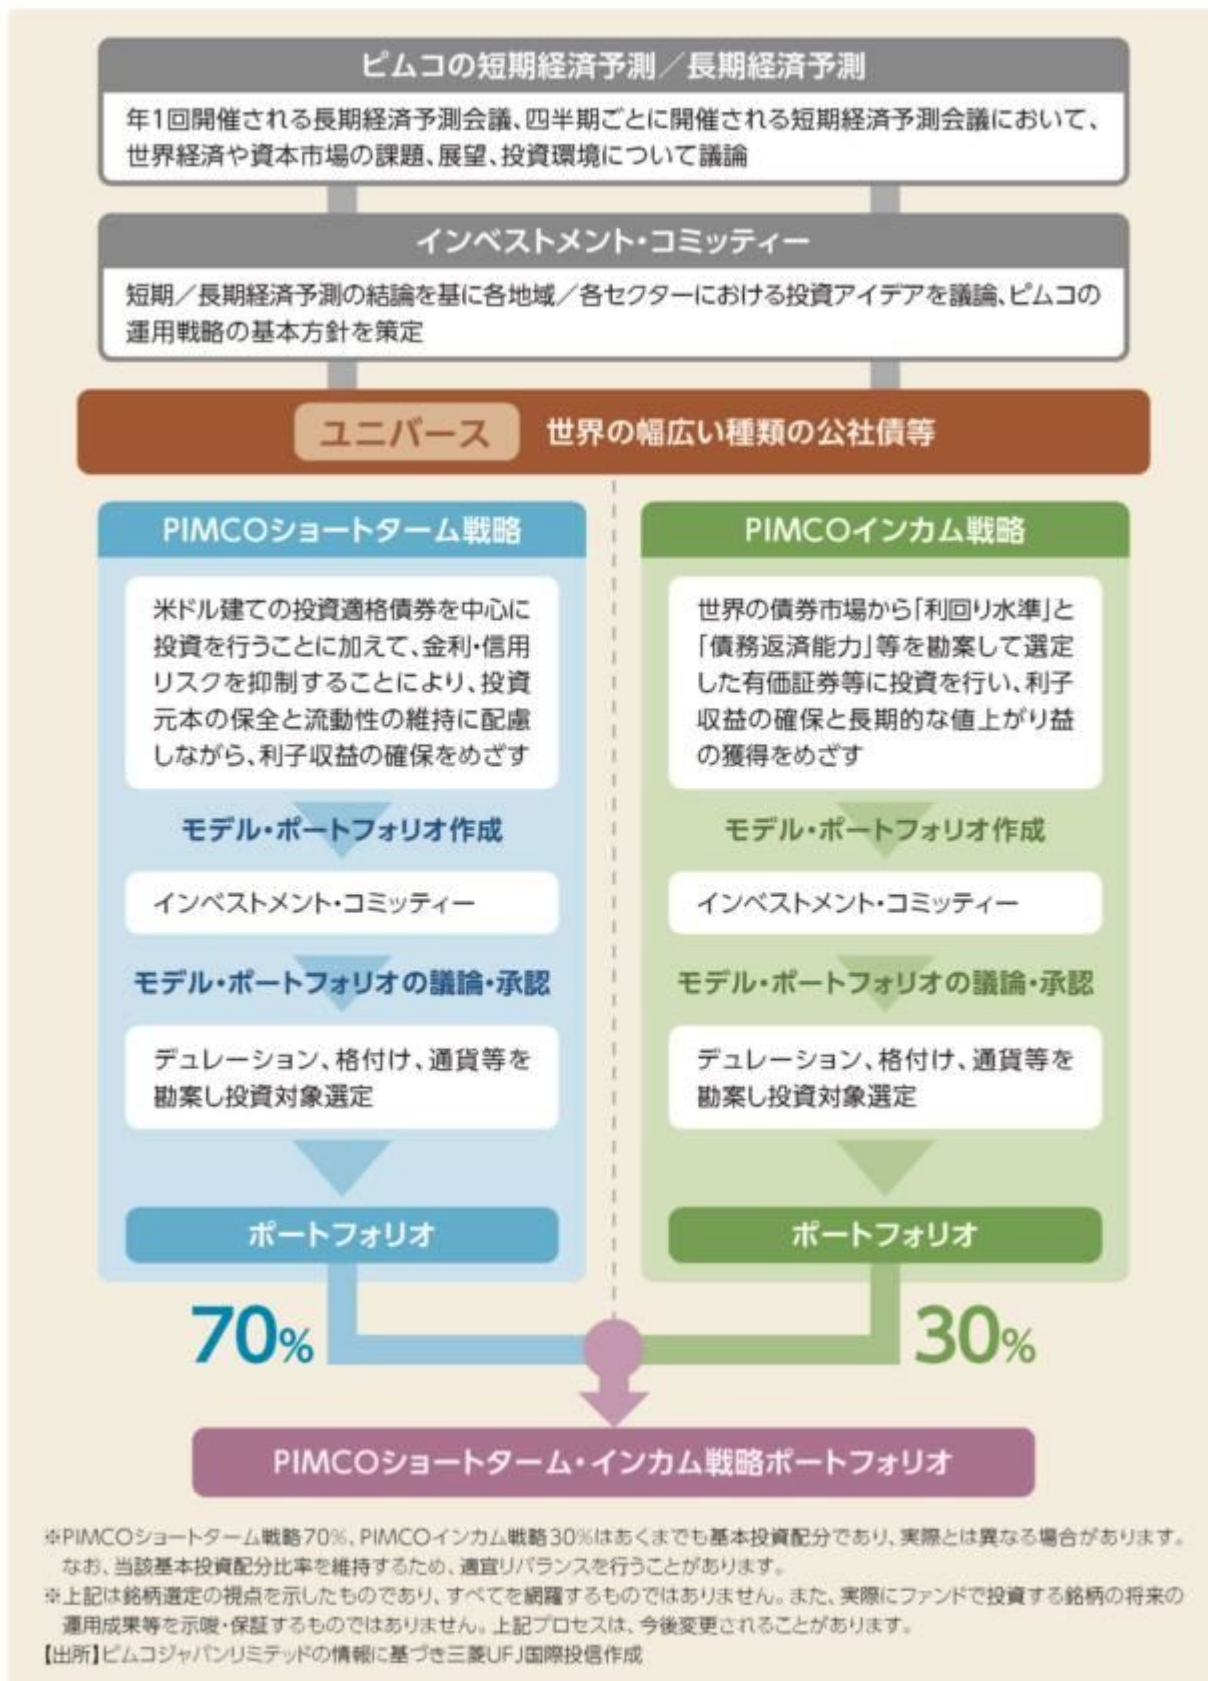 ピムコの短期経済予測／長期経済予測
年1回開催される長期経済予測会議、四半期ごとに開催される短期経済予測会議において、
世界経済や資本市場の課題、展望、投資環境について議論
インベストメント・コミッティー
短期／長期経済予測の結論を基に各地域／各セクターにおける投資アイデアを議論、ピムコの
運用戦略の基本方針を策定
ユニバース 世界の幅広い種類の公社債等
PIMCOショートターム戦略
米ドル建ての投資適格債券を中心に
投資を行うことに加えて、金利・信用
リスクを抑制することにより、投資
元本の保全と流動性の維持に配慮
しながら、利子収益の確保をめざす
モデル・ポートフォリオ作成
インベストメント・コミッティー
モデル・ポートフォリオの議論・承認
デュレーション、格付け、通貨等を
勘案し投資対象選定
ポートフォリオ
70%
PIMCOインカム戦略
世界の債券市場から「利回り水準」と
「債務返済能力」等を勘案して選定
した有価証券等に投資を行い、利子
収益の確保と長期的な値上がり益
の獲得をめざす
モデル・ポートフォリオ作成
インベストメント・コミッティー
モデル・ポートフォリオの議論・承認
デュレーション、格付け、通貨等を
勘案し投資対象選定
ポートフォリオ
30%
PIMCOショートターム・インカム戦略ポートフォリオ
※PIMCOショートターム戦略70%、PIMCOインカム戦略30%はあくまでも基本投資配分であり、実際とは異なる場合があります。
なお、当該基本投資配分比率を維持するため、適宜リバランスを行うことがあります。
※上記は銘柄選定の視点を示したものであり、すべてを網羅するものではありません。また、実際にファンドで投資する銘柄の将来の
運用成果等を示唆・保証するものではありません。上記プロセスは、今後変更されることがあります。
【出所】ピムコジャパンリミテッドの情報に基づき三菱UFJ国際投信作成